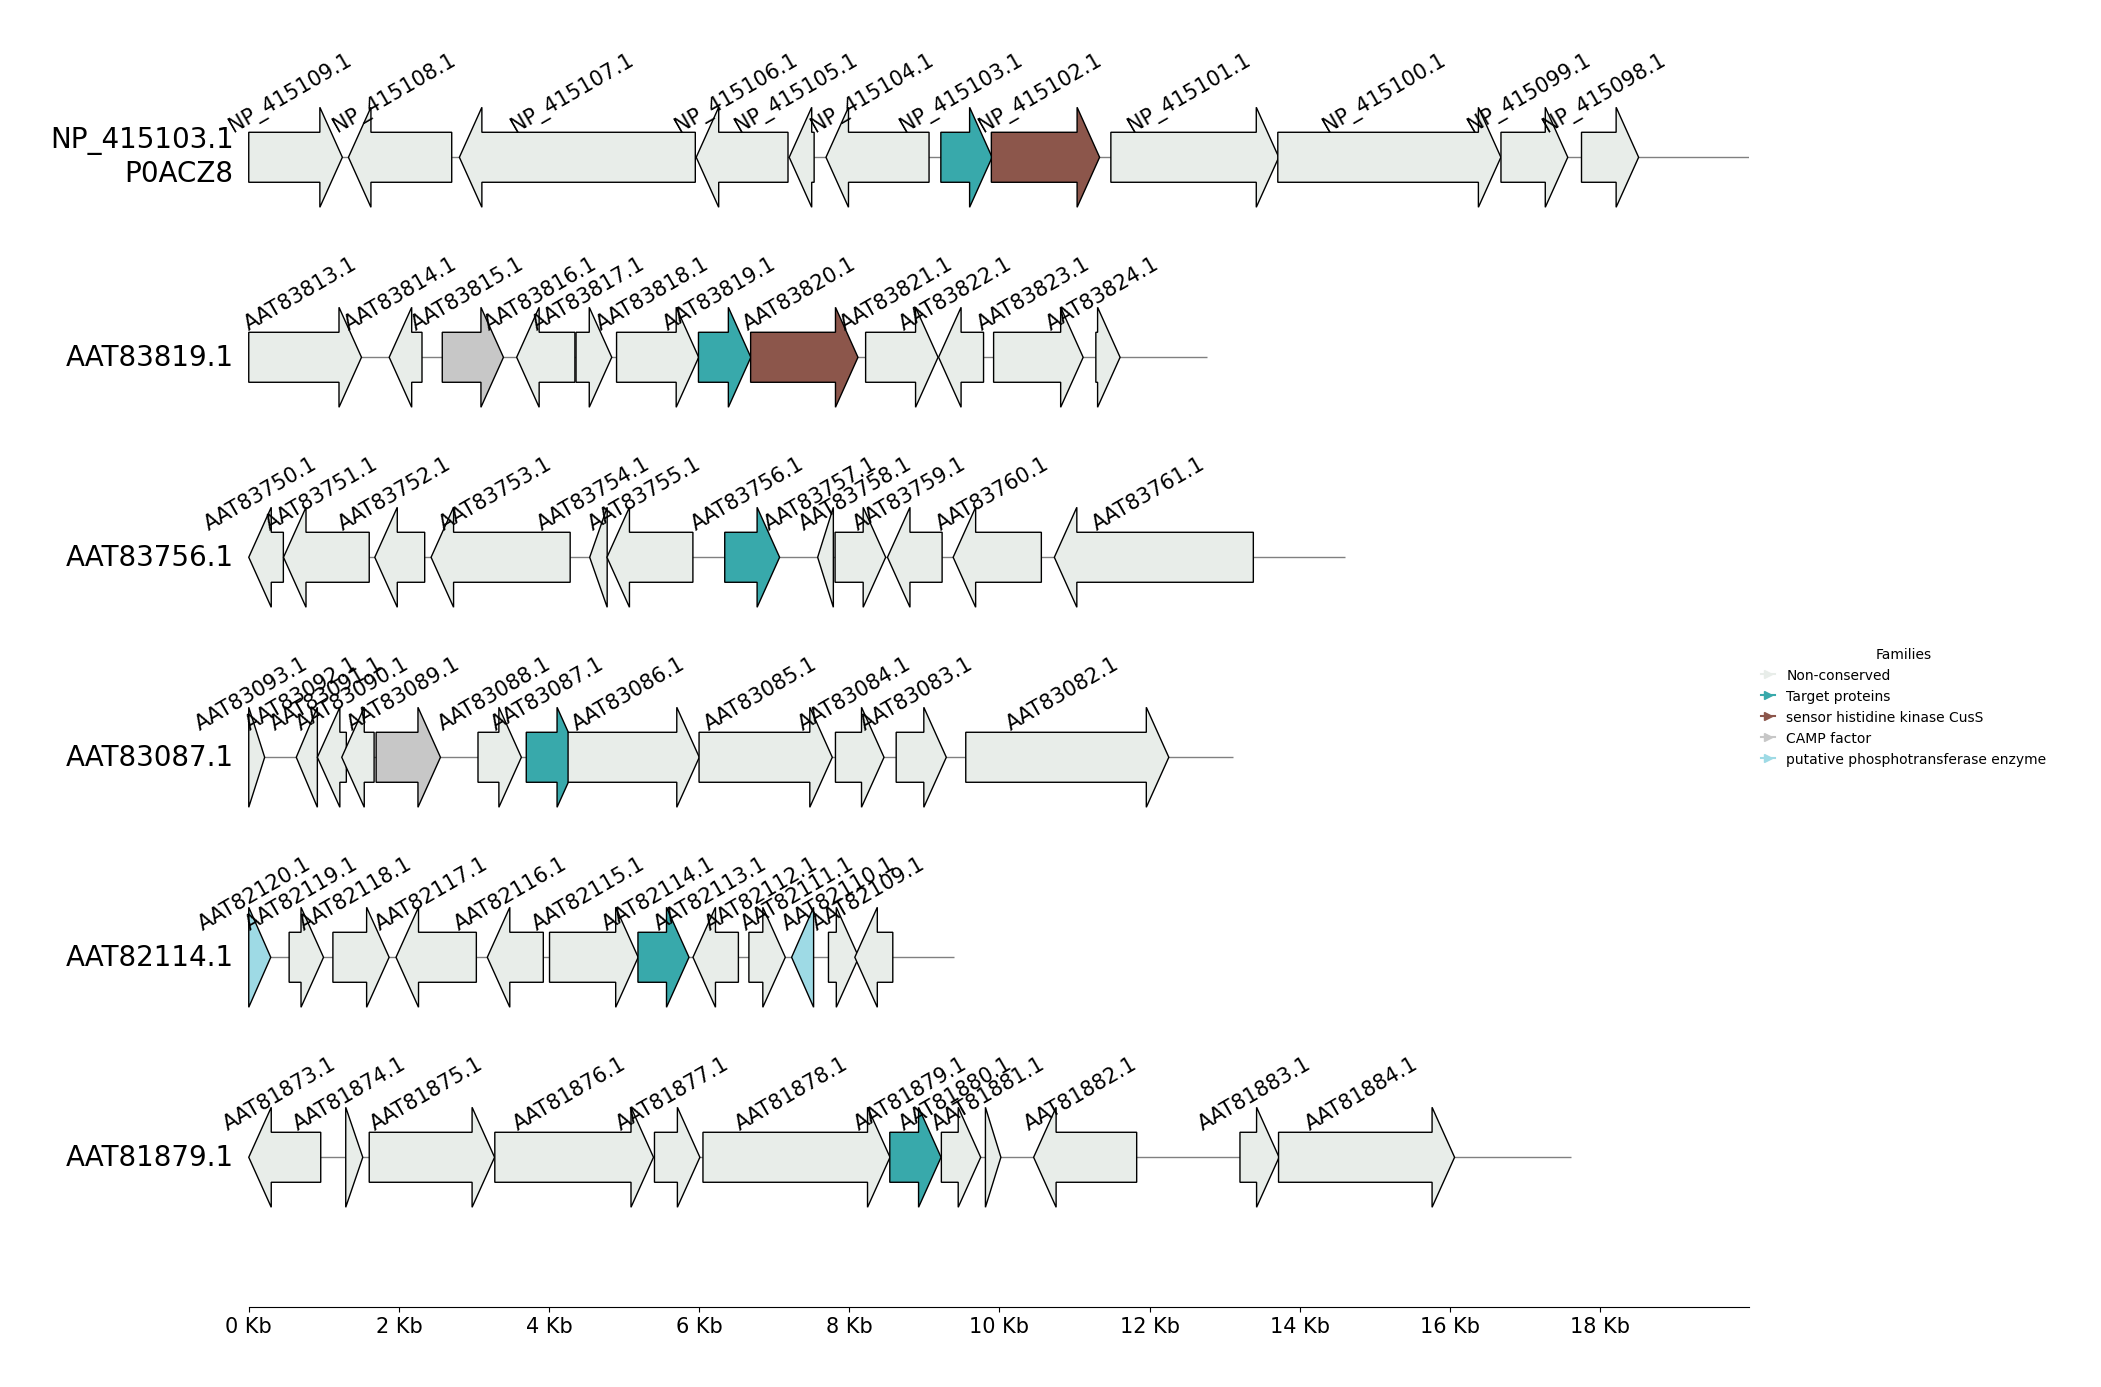 NP_415109.1
NP_415108.1
NP_415107.1
NP_415106.1
NP_415105.1
NP_415104.1
NP_415103.1
NP_415102.1
NP_415101.1
NP_415100.1
NP_415099.1
NP_415098.1
NP_415103.1
P0ACZ8
AAT83813.1
AAT83814.1
AAT83815.1
AAT83816.1
AAT83817.1
AAT83818.1
AAT83819.1
AAT83820.1
AAT83821.1
AAT83822.1
AAT83823.1
AAT83824.1
AAT83819.1
AAT83750.1
AAT83751.1
AAT83752.1
AAT83753.1
AAT83754.1
AAT83755.1
AAT83756.1
AAT83757.1
AAT83758.1
AAT83759.1
AAT83760.1
AAT83761.1
AAT83756.1
AAT83093.1
AAT83092.1
AAT83091.1
AAT83090.1
AAT83089.1
AAT83088.1
AAT83087.1
AAT83086.1
AAT83085.1
AAT83084.1
AAT83083.1
AAT83082.1
AAT83087.1
Families
Non-conserved
Target proteins
sensor histidine kinase CusS
CAMP factor
putative phosphotransferase enzyme
AAT82120.1
AAT82119.1
AAT82118.1
AAT82117.1
AAT82116.1
AAT82115.1
AAT82114.1
AAT82113.1
AAT82112.1
AAT82111.1
AAT82110.1
AAT82109.1
AAT82114.1
AAT81873.1
AAT81874.1
AAT81875.1
AAT81876.1
AAT81877.1
AAT81878.1
AAT81879.1
AAT81880.1
AAT81881.1
AAT81882.1
AAT81883.1
AAT81884.1
AAT81879.1
0 Kb 2 Kb 4 Kb 6 Kb 8 Kb 10 Kb 12 Kb 14 Kb 16 Kb 18 Kb